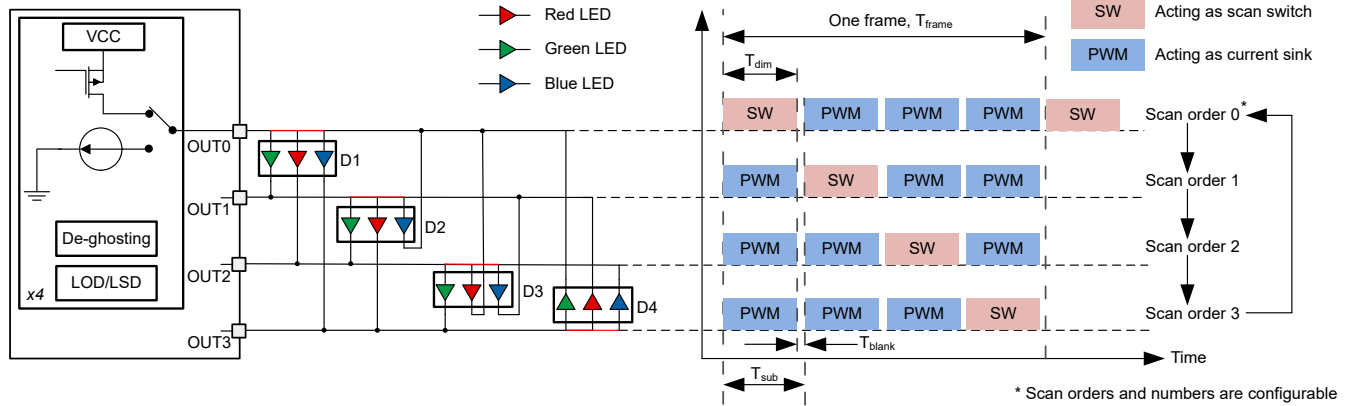 VCC
De-ghosting
LOD/LSD
x4
OUT0
OUT1
OUT2
OUT3
D1
D2
D3
D4
Red LED
Green LED
Blue LED
One frame, Tframe
Tdim
SW Acting as scan switch
PWM Acting as current sink
SW PWM PWM PWM SW Scan order 0*
PWM SW PWM PWM Scan order 1
PWM PWM SW PWM Scan order 2
PWM PWM PWM SW Scan order 3
Tblank
Tsub
Time
* Scan orders and numbers are configurable